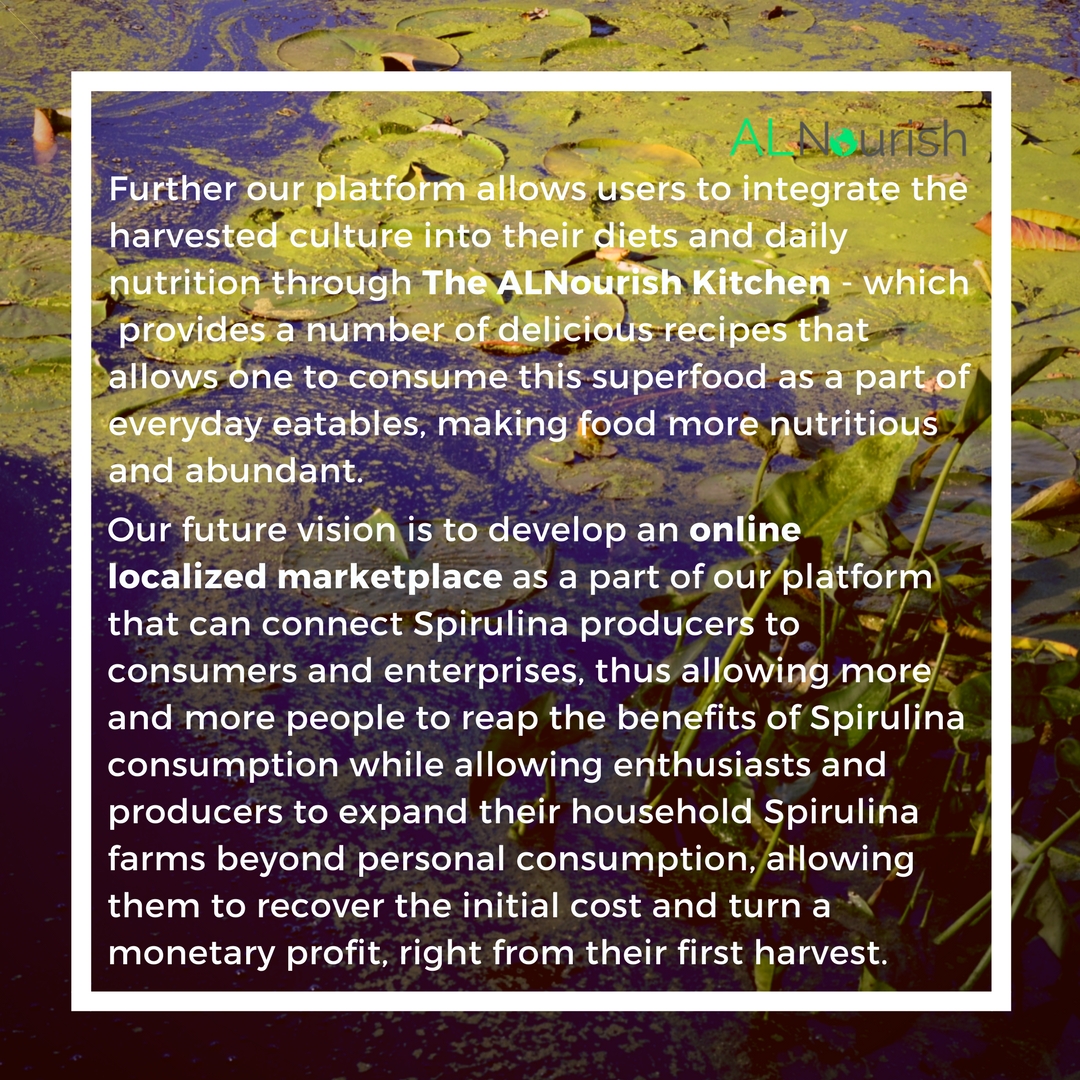 ALNourish
Further our platform allows users to integrate the
harvested culture into their diets and daily
nutrition through The ALNourish Kitchen - which
provides a number of delicious recipes that
allows one to consume this superfood as a part of
everyday eatables, making food more nutritious
and abundant.
Our future vision is to develop an online
localized marketplace as a part of our platform
that can connect Spirulina producers to
consumers and enterprises, thus allowing more
and more people to reap the benefits of Spirulina
consumption while allowing enthusiasts and
producers to expand their household Spirulina
farms beyond personal consumption, allowing
them to recover the initial cost and turn a
monetary profit, right from their first harvest.